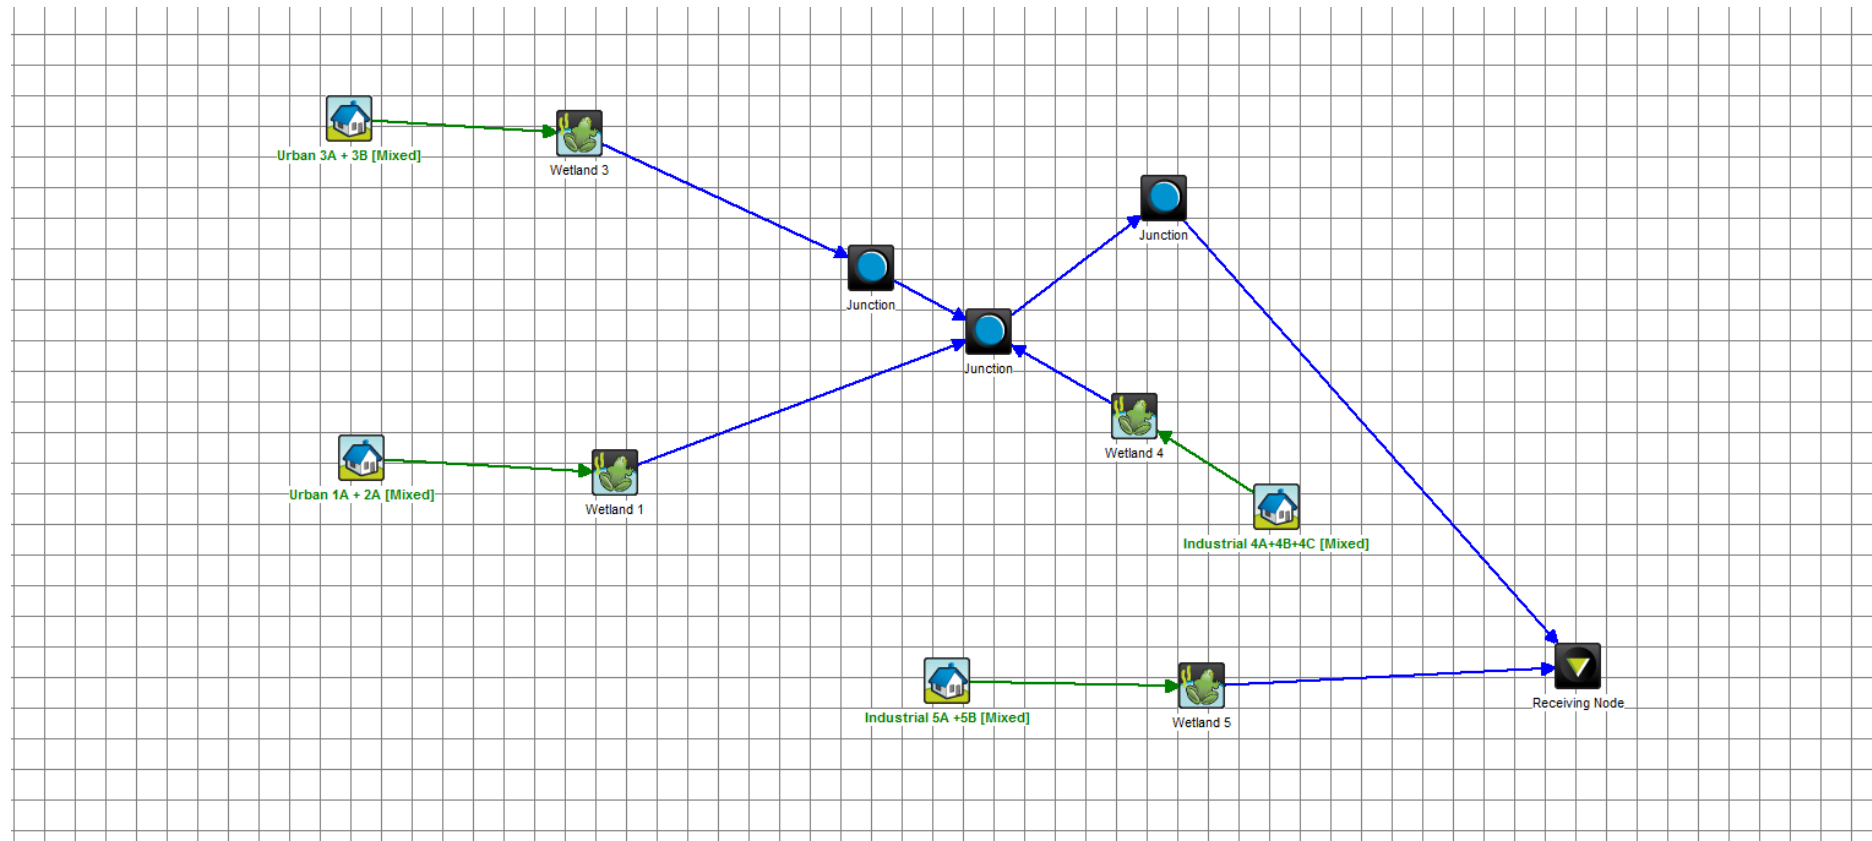 Urban 3A + 3B [Mixed]
Wetland 3
Junction
Junction
Junction
Wetland 4
Urban 1A + 2A [Mixed]
Wetland 1
Industrial 4A+4B+4C [Mixed]
Industrial 5A +5B [Mixed]
Wetland 5
Receiving Node